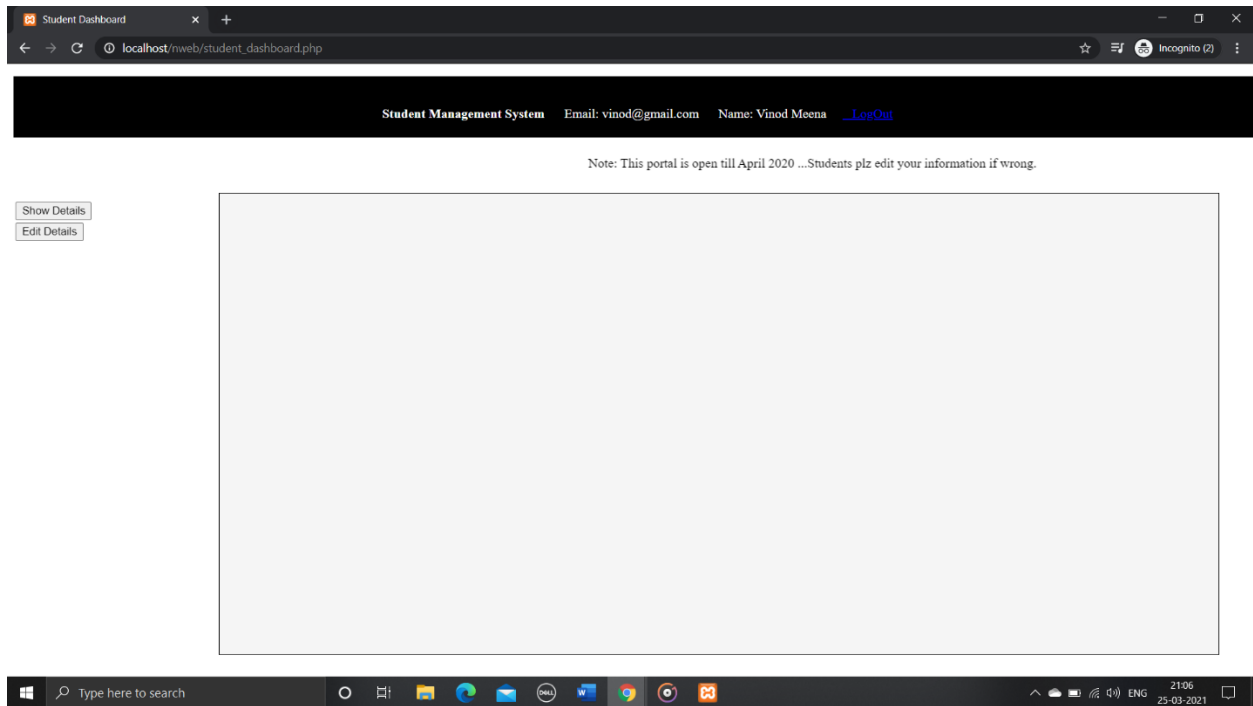 Student Dashboard
localhost/nweb/student_dashboard.php
Incognito (2)
Student Management System Email: vinod@gmail.com Name: Vinod Meena LogOut
Note: This portal is open till April 2020 ...Students plz edit your information if wrong.
Show Details
Edit Details
Type here to search
DELL
W
ENG
21:06
25-03-2021